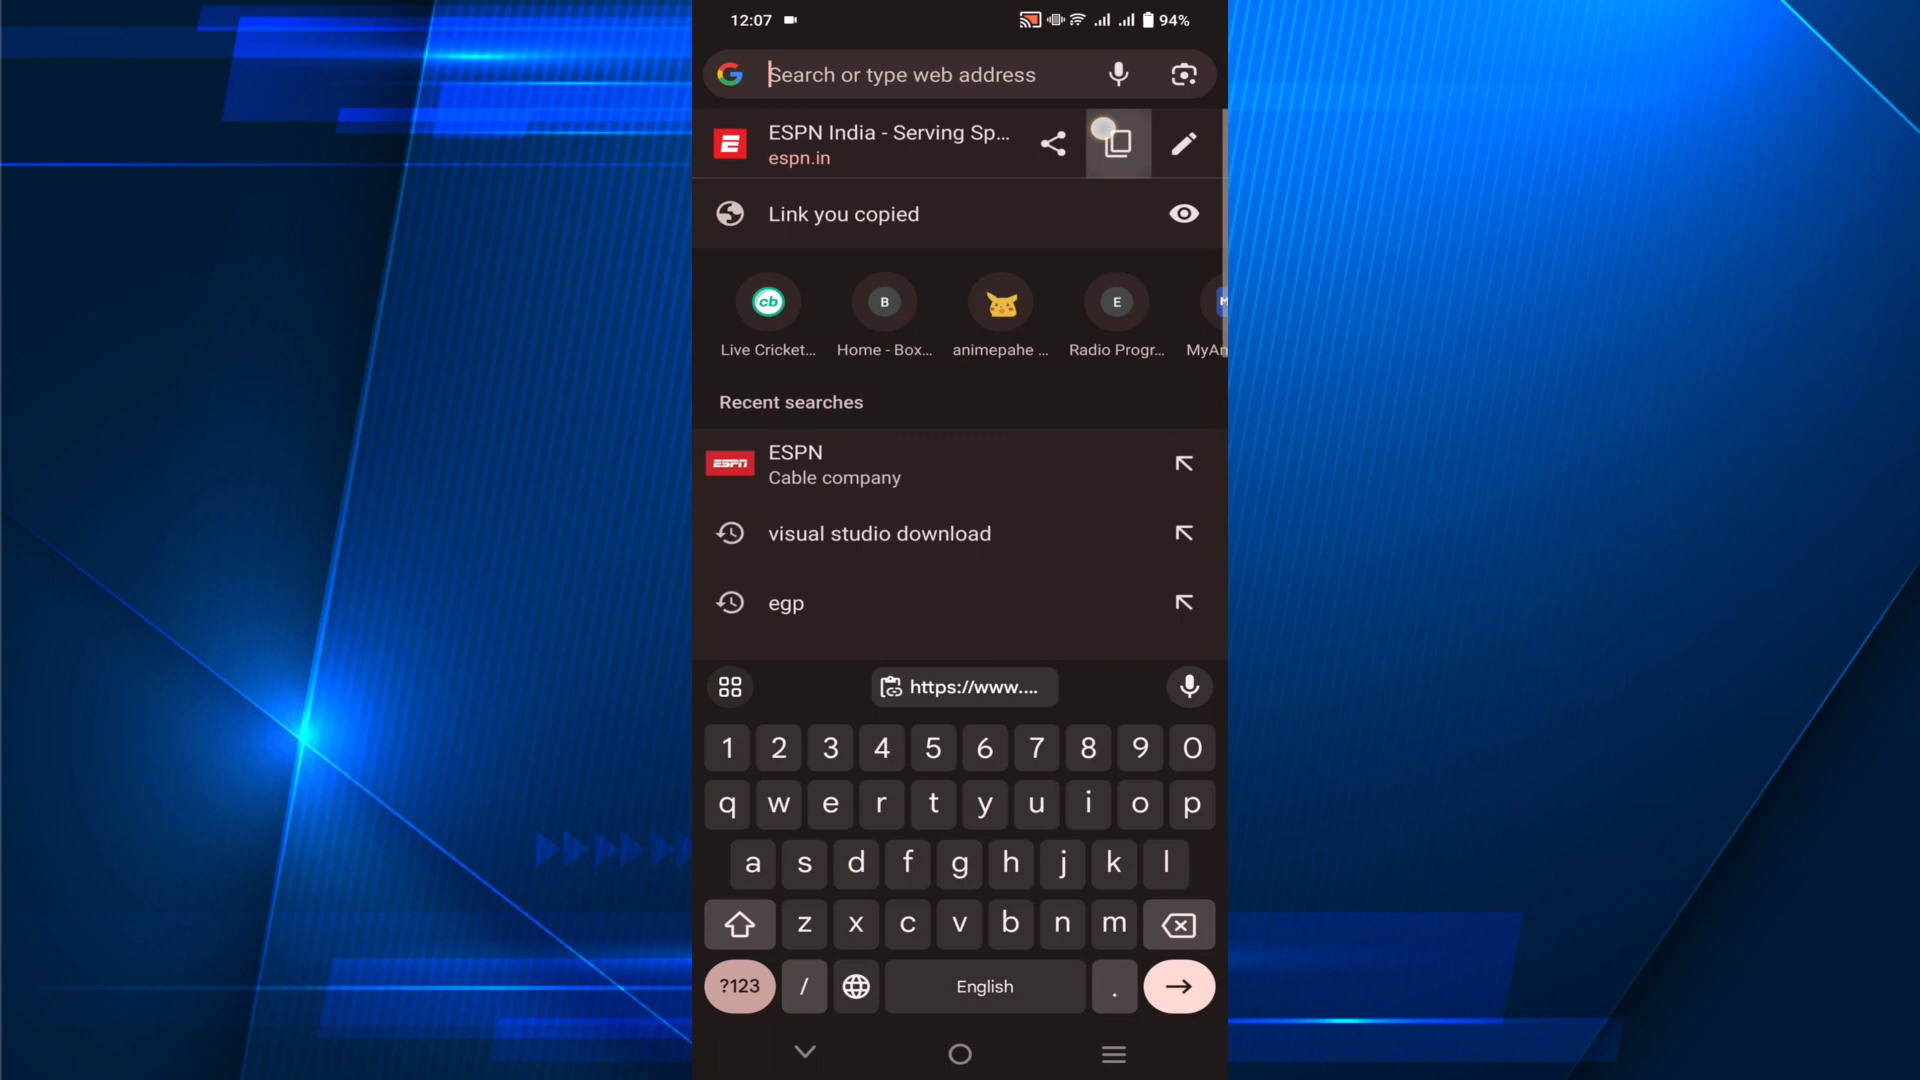 12:07
94%
Search or type web address
ESPN India - Serving Sp...
espn.in
Link you copied
cb B E M
Live Cricket... Home - Box... animepahe ... Radio Progr... MyAn
Recent searches
ESPN
ESPN
Cable company
visual studio download
egp
https://www....
1 2 3 4 5 6 7 8 9 0
q w e r t y u i o p
a s d f g h j k l
z x c v b n m
?123 / English .